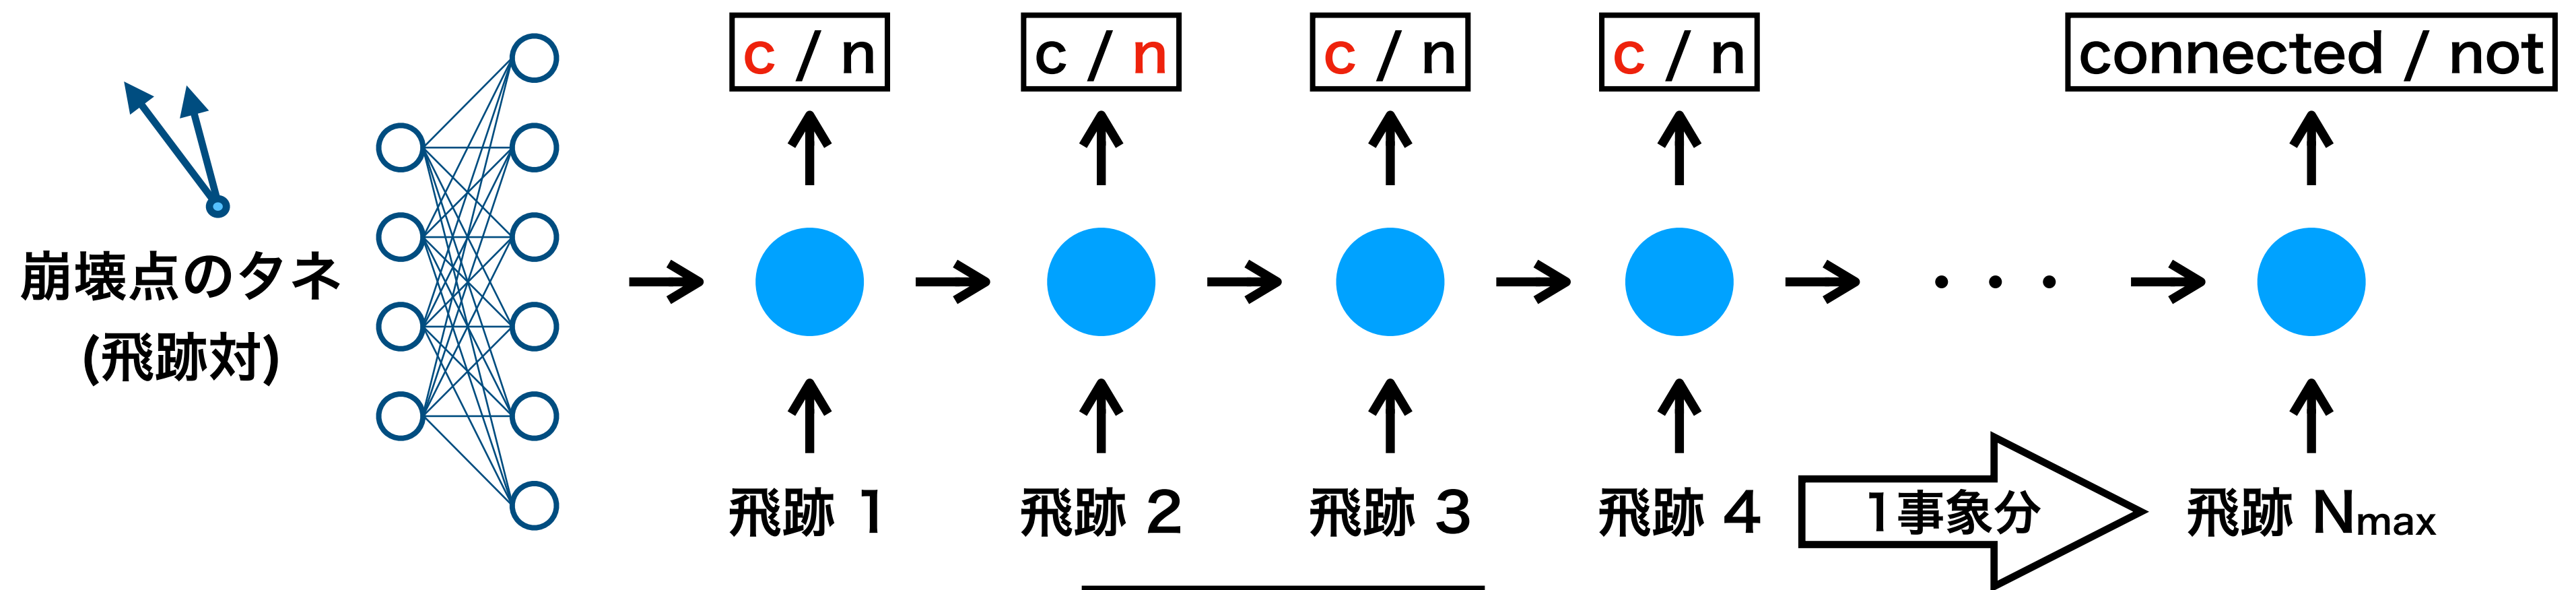 c / n
c / n
c / n
c / n
connected / not
崩壊点のタネ
(飛跡対)
飛跡 1
飛跡 2
飛跡 3
飛跡 4
1事象分
飛跡 Nmax